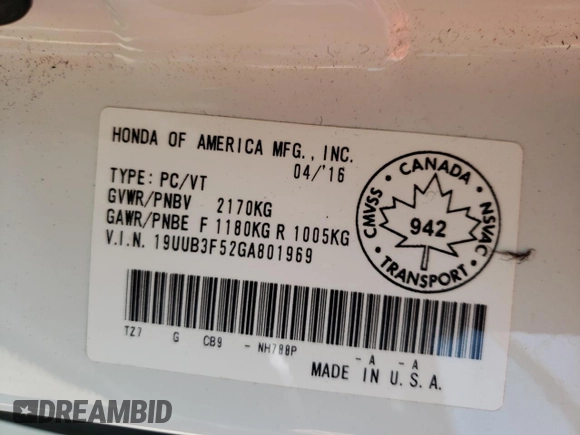 HONDA OF AMERICA MFG., INC.
04/'16
TYPE: PC/VT
GVWR/PNBV 2170KG
GAWR/PNBE F 1180KG R 1005KG
V.I.N. 19UUB3F52GA801969
CANADA
CMVSS
NSVAC
942
TRANSPORT
TZ7 G CB9 - NH788P - A - A
MADE IN U.S.A.
DREAMBID